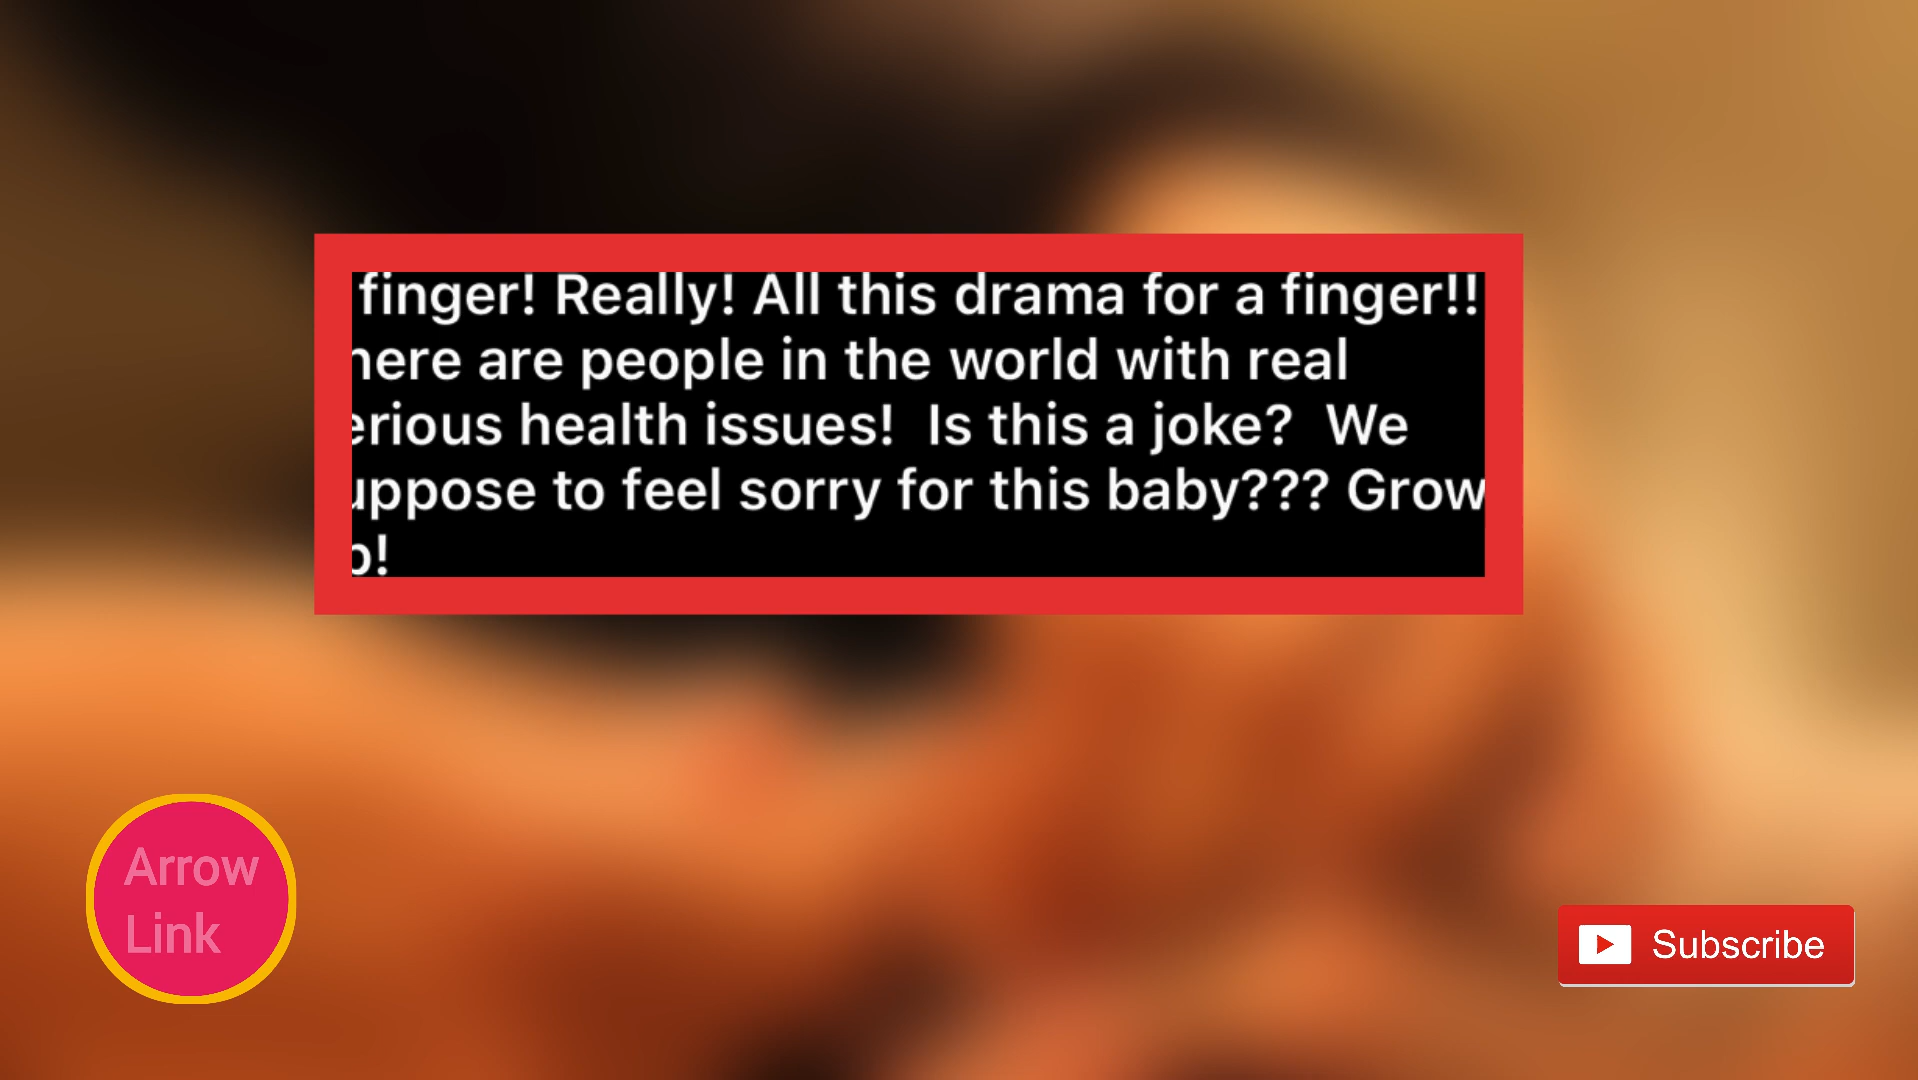 finger! Really! All this drama for a finger!!
here are people in the world with real
erious health issues!  Is this a joke?  We
uppose to feel sorry for this baby??? Grow
p!
Arrow
Link
Subscribe